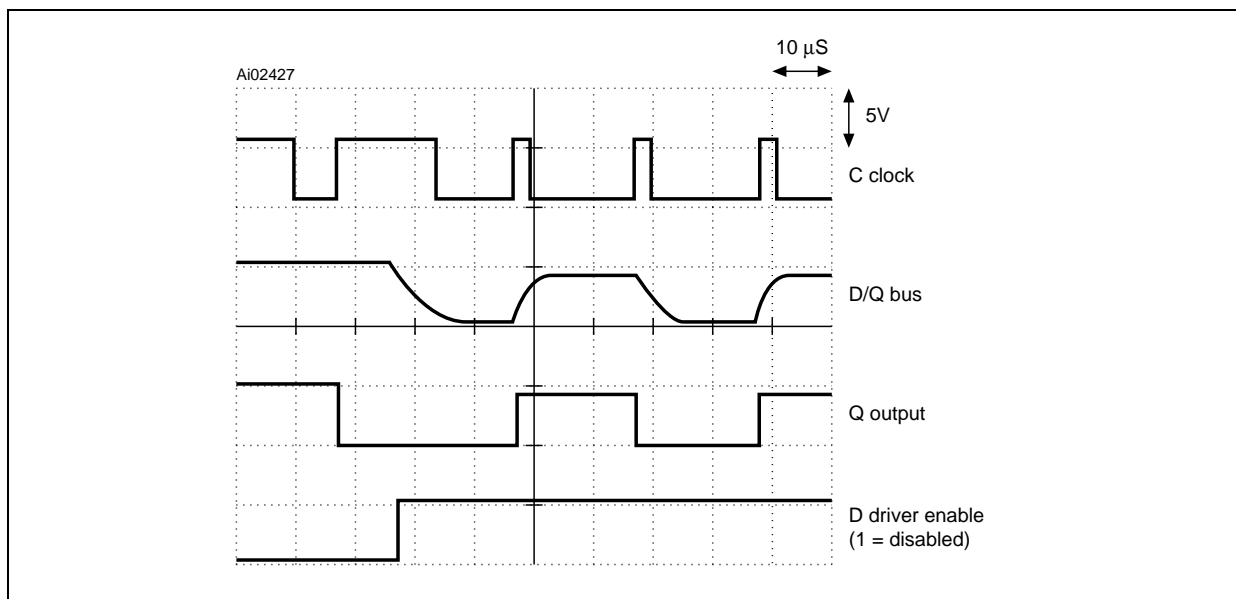 10 μS
Ai02427
5V
C clock
D/Q bus
Q output
D driver enable
(1 = disabled)